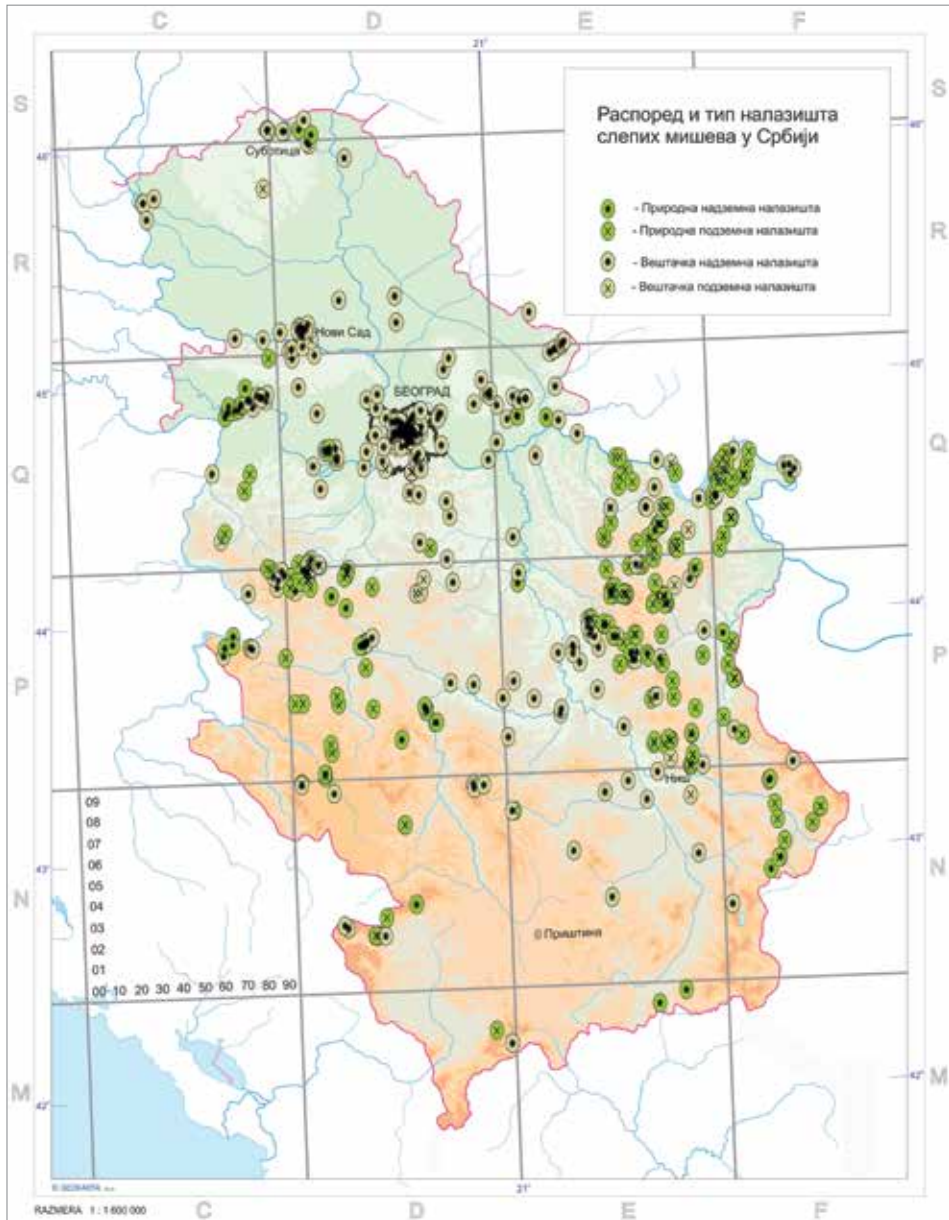 C D E F
21°
S S
Распоред и тип налазишта
слепих мишева у Србији
46° 46°
Суботица
- Природна надземна налазишта
- Природна подземна налазишта
R R
- Вештачка надземна налазишта
- Вештачка подземна налазишта
Нови Сад
45° 45°
БЕОГРАД
Q Q
44° 44°
P P
Ниш
09
08
07
06
05
04
03
02
01
00 10 20 30 40 50 60 70 80 90
43° 43°
N N
Приштина
M M
42° 42°
21°
C D E F
RAZMERA 1 : 1 600 000